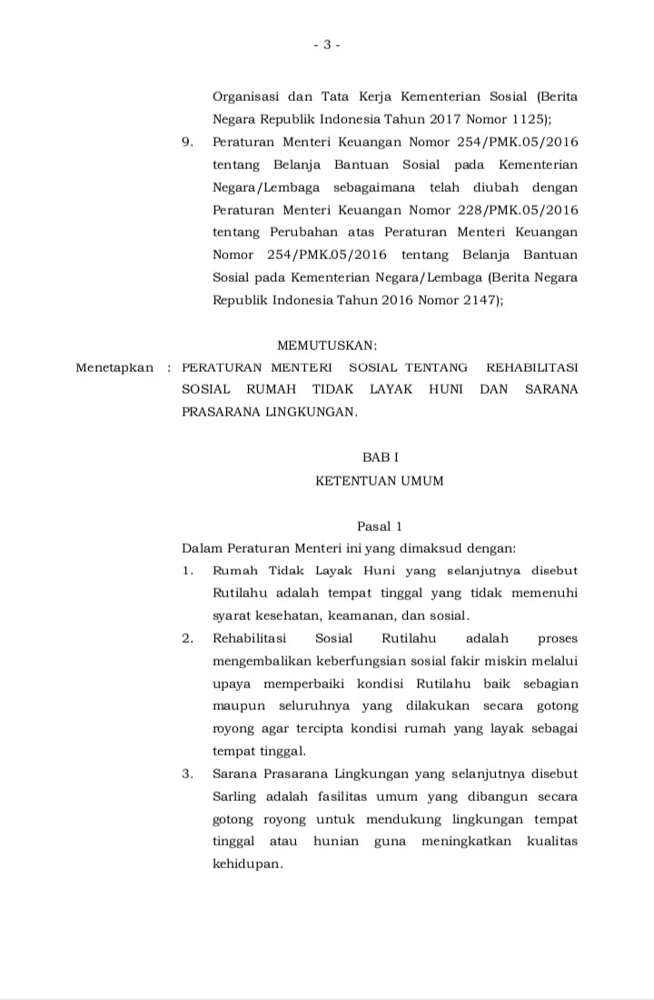 - 3 -
Organisasi dan Tata Kerja Kementerian Sosial (Berita
Negara Republik Indonesia Tahun 2017 Nomor 1125);
9. Peraturan Menteri Keuangan Nomor 254/PMK.05/2016
tentang Belanja Bantuan Sosial pada Kementerian
Negara/Lembaga sebagaimana telah diubah dengan
Peraturan Menteri Keuangan Nomor 228/PMK.05/2016
tentang Perubahan atas Peraturan Menteri Keuangan
Nomor 254/PMK.05/2016 tentang Belanja Bantuan
Sosial pada Kementerian Negara/Lembaga (Berita Negara
Republik Indonesia Tahun 2016 Nomor 2147);
MEMUTUSKAN:
Menetapkan : PERATURAN MENTERI SOSIAL TENTANG REHABILITASI
SOSIAL RUMAH TIDAK LAYAK HUNI DAN SARANA
PRASARANA LINGKUNGAN.
BAB I
KETENTUAN UMUM
Pasal 1
Dalam Peraturan Menteri ini yang dimaksud dengan:
1. Rumah Tidak Layak Huni yang selanjutnya disebut
Rutilahu adalah tempat tinggal yang tidak memenuhi
syarat kesehatan, keamanan, dan sosial.
2. Rehabilitasi Sosial Rutilahu adalah proses
mengembalikan keberfungsian sosial fakir miskin melalui
upaya memperbaiki kondisi Rutilahu baik sebagian
maupun seluruhnya yang dilakukan secara gotong
royong agar tercipta kondisi rumah yang layak sebagai
tempat tinggal.
3. Sarana Prasarana Lingkungan yang selanjutnya disebut
Sarling adalah fasilitas umum yang dibangun secara
gotong royong untuk mendukung lingkungan tempat
tinggal atau hunian guna meningkatkan kualitas
kehidupan.